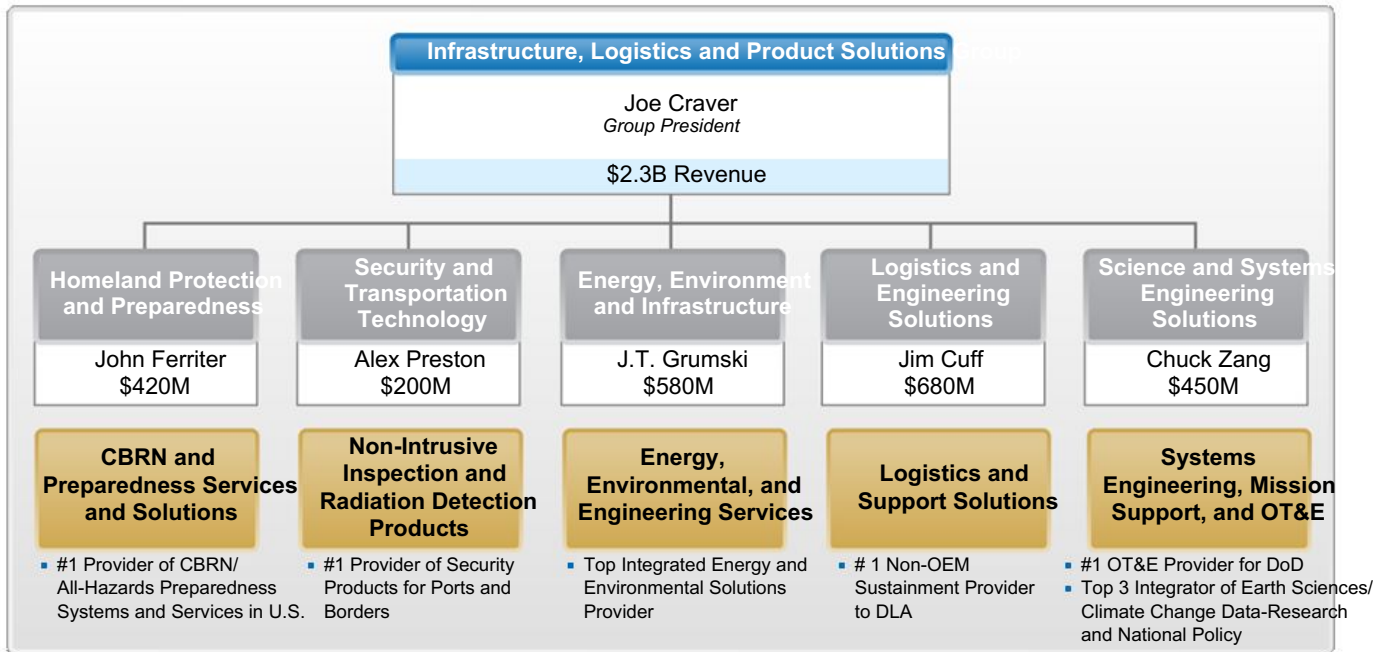 Infrastructure, Logistics and Product Solutions Group
Joe Craver
Group President
$2.3B Revenue
Homeland Protection
and Preparedness
John Ferriter
$420M
Security and
Transportation
Technology
Alex Preston
$200M
Energy, Environment
and Infrastructure
J.T. Grumski
$580M
Logistics and
Engineering
Solutions
Jim Cuff
$680M
Science and Systems
Engineering
Solutions
Chuck Zang
$450M
CBRN and
Preparedness Services
and Solutions
Non-Intrusive
Inspection and
Radiation Detection
Products
Energy,
Environmental, and
Engineering Services
Logistics and
Support Solutions
Systems
Engineering, Mission
Support, and OT&E
▪ #1 Provider of CBRN/
All-Hazards Preparedness
Systems and Services in U.S.
▪ #1 Provider of Security
Products for Ports and
Borders
▪ Top Integrated Energy and
Environmental Solutions
Provider
▪ # 1 Non-OEM
Sustainment Provider
to DLA
▪ #1 OT&E Provider for DoD
▪ Top 3 Integrator of Earth Sciences/
Climate Change Data-Research
and National Policy